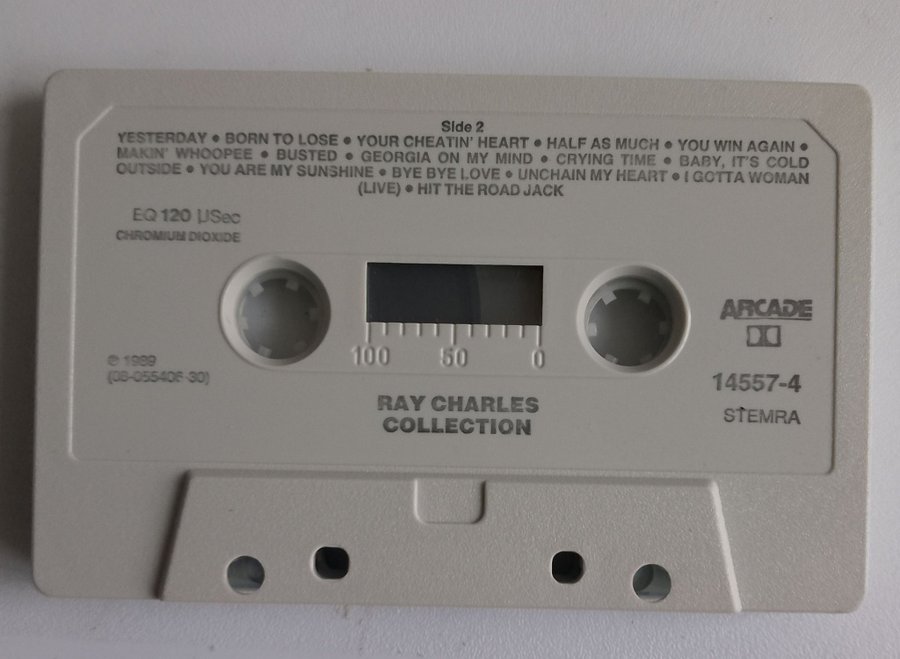 Side 2
YESTERDAY • BORN TO LOSE • YOUR CHEATIN' HEART • HALF AS MUCH • YOU WIN AGAIN •
MAKIN' WHOOPEE • BUSTED • GEORGIA ON MY MIND • CRYING TIME • BABY, IT'S COLD
OUTSIDE • YOU ARE MY SUNSHINE • BYE BYE LOVE • UNCHAIN MY HEART • I GOTTA WOMAN
(LIVE) • HIT THE ROAD JACK
EQ 120 µSec
CHROMIUM DIOXIDE
ARCADE
100 50 0
℗ 1989
(08-055406-30)
14557-4
RAY CHARLES
COLLECTION
STEMRA